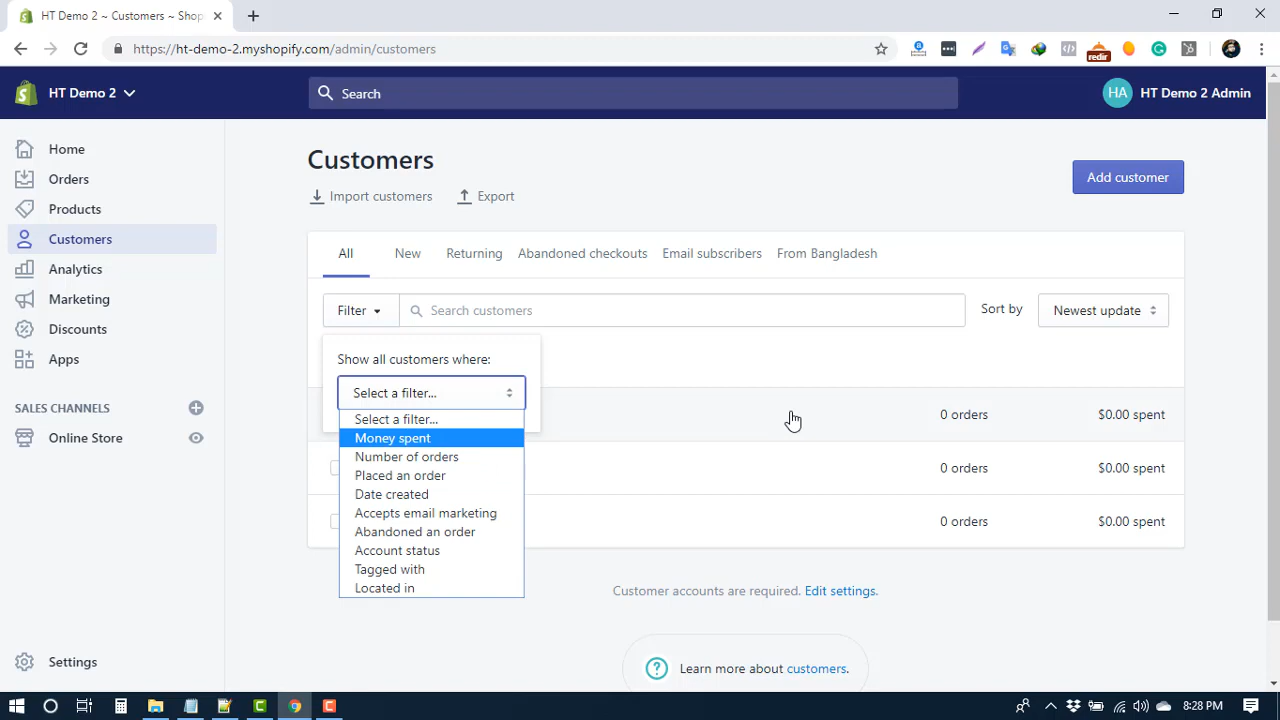 HT Demo 2 ~ Customers ~ Shop
https://ht-demo-2.myshopify.com/admin/customers
redir
HT Demo 2
Search
HA
HT Demo 2 Admin
Home
Orders
Products
Customers
Analytics
Marketing
Discounts
Apps
SALES CHANNELS
Online Store
Settings
Customers
Import customers
Export
Add customer
All
New
Returning
Abandoned checkouts
Email subscribers
From Bangladesh
Filter
Search customers
Sort by
Newest update
Show all customers where:
Select a filter...
Select a filter...
Money spent
Number of orders
Placed an order
Date created
Accepts email marketing
Abandoned an order
Account status
Tagged with
Located in
0 orders
$0.00 spent
0 orders
$0.00 spent
0 orders
$0.00 spent
Customer accounts are required. Edit settings.
Learn more about customers.
8:28 PM